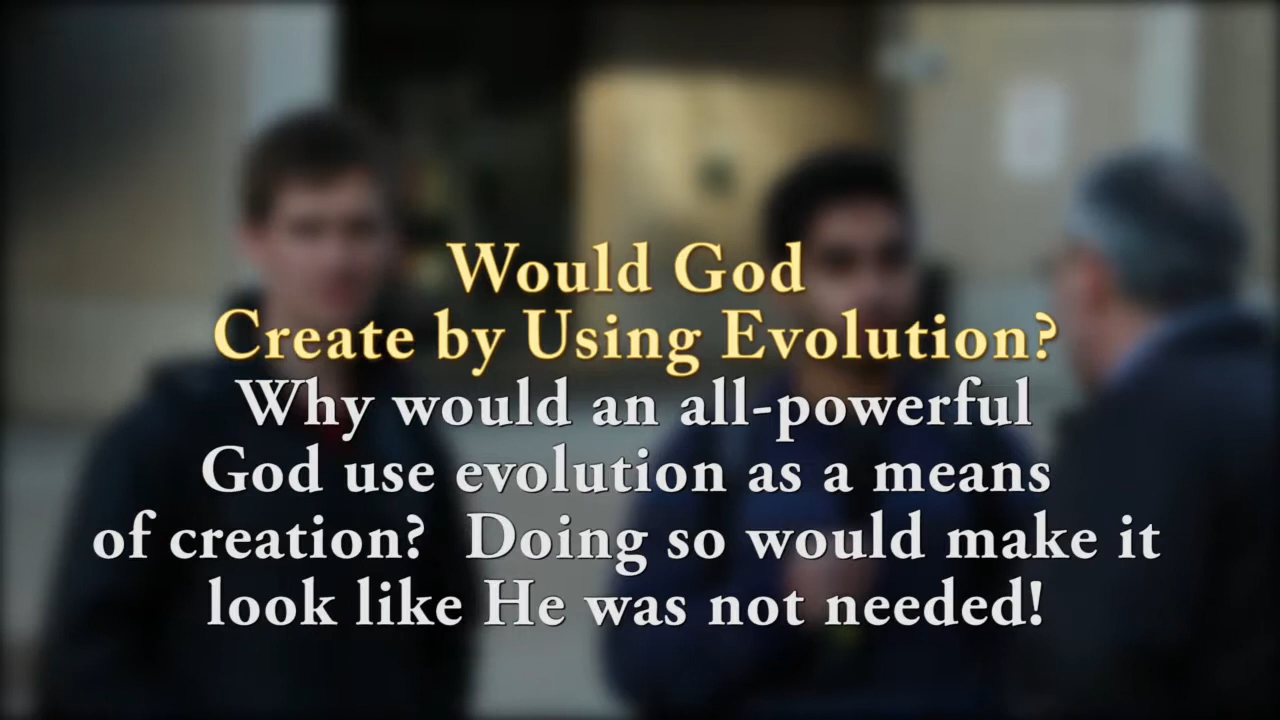 Would God
Create by Using Evolution?
Why would an all-powerful
God use evolution as a means
of creation?  Doing so would make it
look like He was not needed!